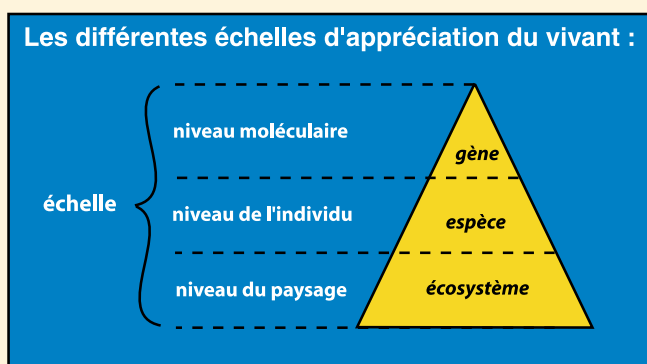 Les différentes échelles d'appréciation du vivant :
niveau moléculaire
gène
échelle
niveau de l'individu
espèce
niveau du paysage
écosystème